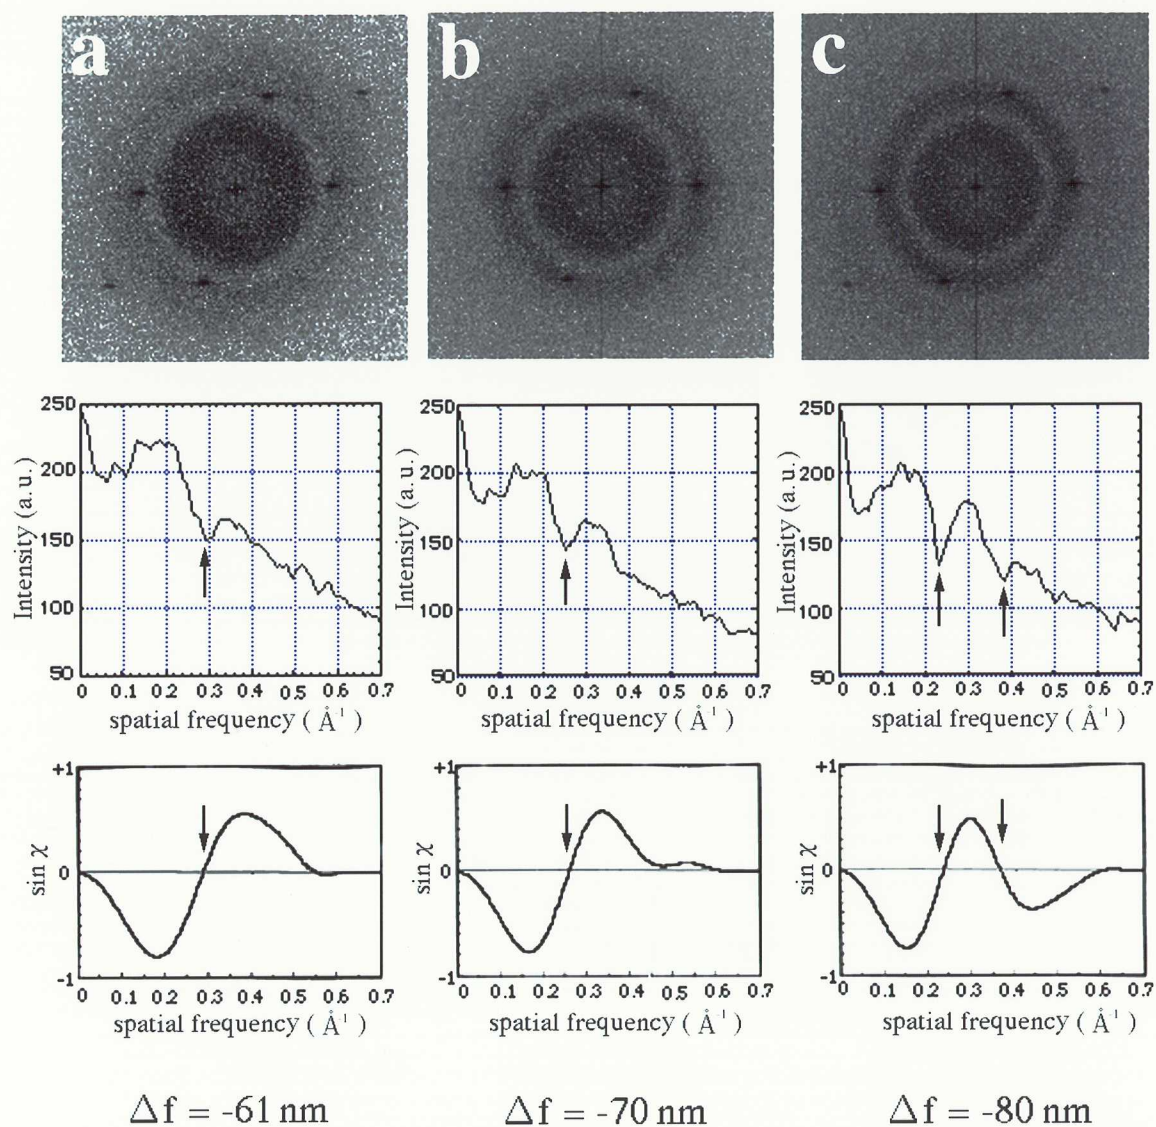 a b c
250 250 250
200 200 200
150 150 150
100 100 100
50 50 50
Intensity (a.u.) Intensity (a.u.) Intensity (a.u.)
0 0.1 0.2 0.3 0.4 0.5 0.6 0.7 0 0.1 0.2 0.3 0.4 0.5 0.6 0.7 0 0.1 0.2 0.3 0.4 0.5 0.6 0.7
spatial frequency ( Å⁻¹ ) spatial frequency ( Å⁻¹ ) spatial frequency ( Å⁻¹ )
+1 +1 +1
sin χ sin χ sin χ
0 0 0
-1 -1 -1
0 0.1 0.2 0.3 0.4 0.5 0.6 0.7 0 0.1 0.2 0.3 0.4 0.5 0.6 0.7 0 0.1 0.2 0.3 0.4 0.5 0.6 0.7
spatial frequency ( Å⁻¹ ) spatial frequency ( Å⁻¹ ) spatial frequency ( Å⁻¹ )
Δf = -61 nm Δf = -70 nm Δf = -80 nm